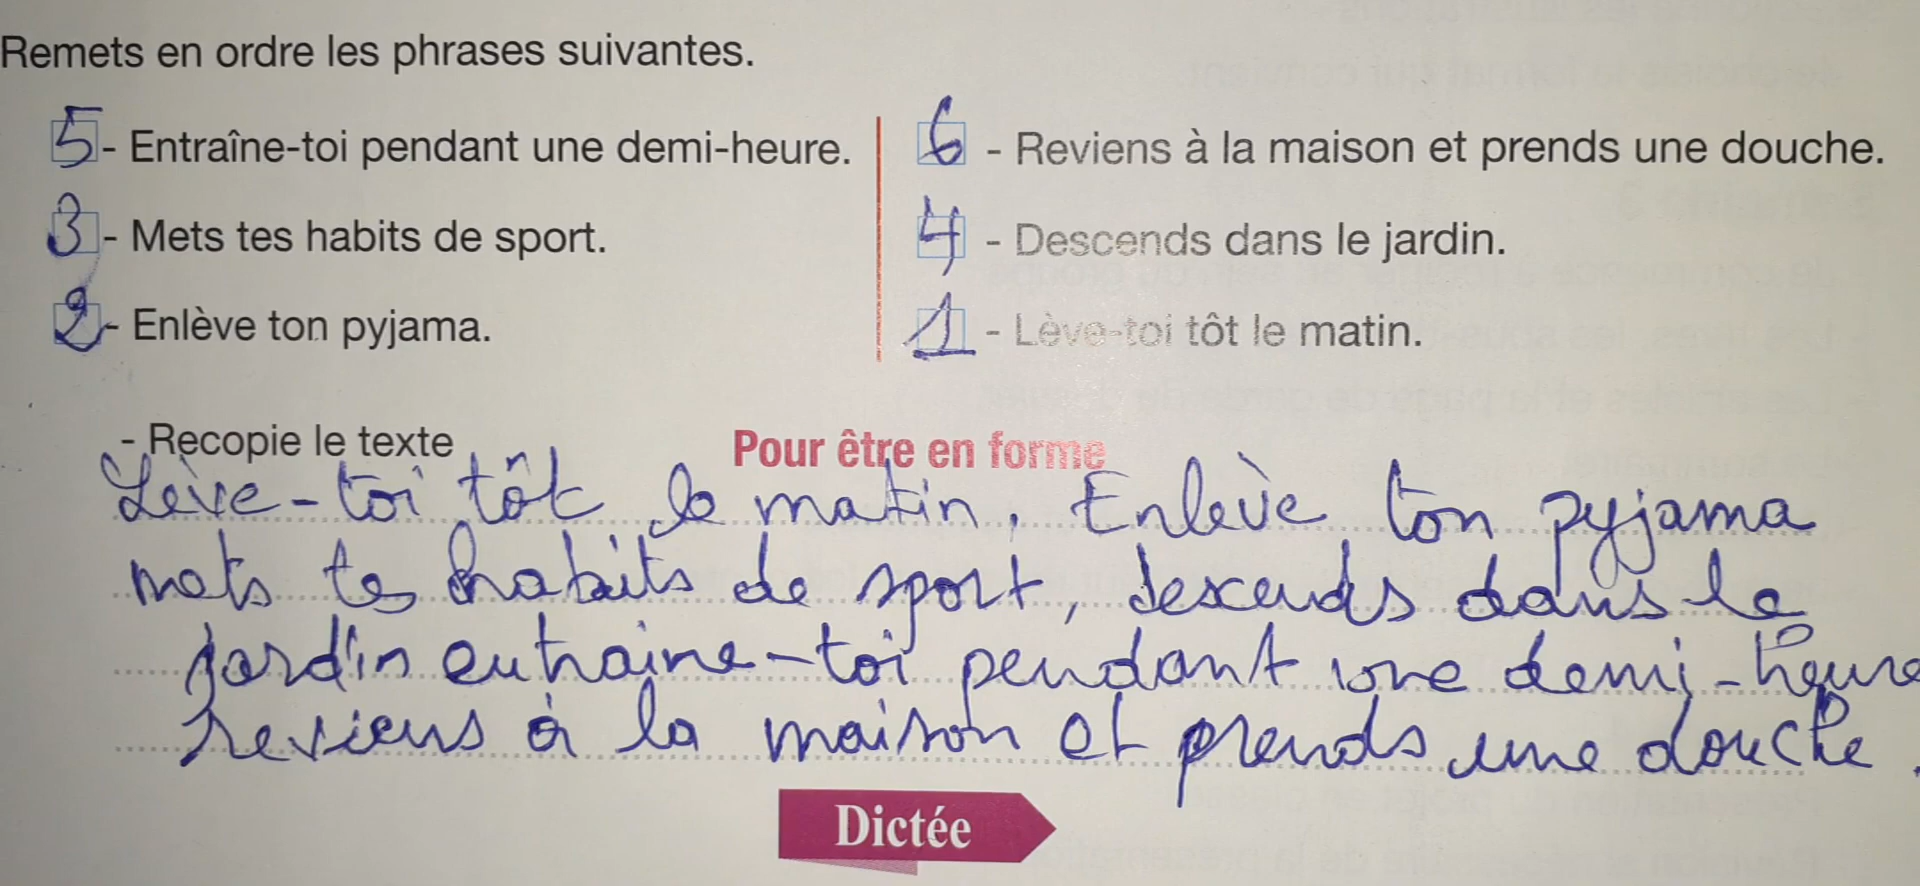 Remets en ordre les phrases suivantes.
5 - Entraîne-toi pendant une demi-heure.
3 - Mets tes habits de sport.
2 - Enlève ton pyjama.
6 - Reviens à la maison et prends une douche.
4 - Descends dans le jardin.
1 - Lève-toi tôt le matin.
- Recopie le texte
Pour être en forme
Lève-toi tôt le matin. Enlève ton pyjama
mets tes habits de sport, descends dans le
jardin entraine-toi pendant une demi-heure
reviens à la maison et prends une douche.
Dictée